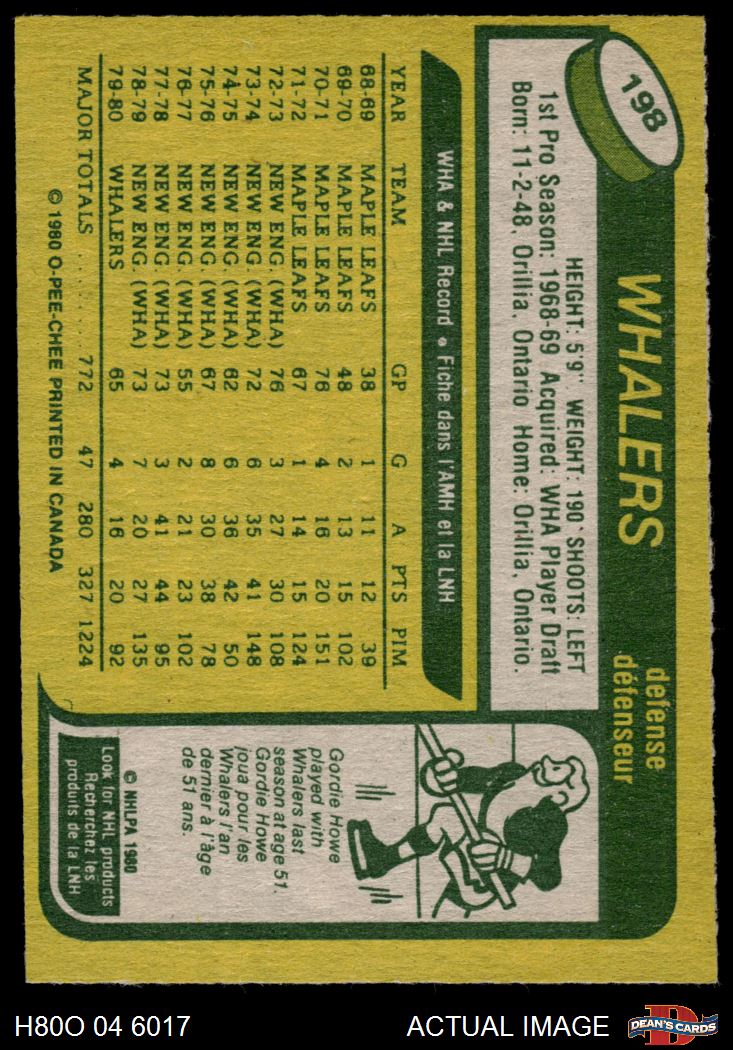 198
WHALERS
defense
défenseur
HEIGHT: 5'9" WEIGHT: 190 SHOOTS: LEFT
1st Pro Season: 1968-69 Acquired: WHA Player Draft
Born: 11-2-48, Orillia, Ontario Home: Orillia, Ontario.
WHA & NHL Record • Fiche dans l'AMH et la LNH
YEAR TEAM GP G A PTS PIM
68-69 MAPLE LEAFS 38 1 11 12 39
69-70 MAPLE LEAFS 48 2 13 15 102
70-71 MAPLE LEAFS 76 4 16 20 151
71-72 MAPLE LEAFS 67 1 14 15 124
72-73 NEW ENG. (WHA) 76 3 27 30 108
73-74 NEW ENG. (WHA) 72 6 35 41 148
74-75 NEW ENG. (WHA) 62 6 36 42 50
75-76 NEW ENG. (WHA) 67 8 30 38 78
76-77 NEW ENG. (WHA) 55 2 21 23 102
77-78 NEW ENG. (WHA) 73 3 41 44 95
78-79 NEW ENG. (WHA) 73 7 20 27 135
79-80 WHALERS 65 4 16 20 92
MAJOR TOTALS ........ 772 47 280 327 1224
© 1980 O-PEE-CHEE PRINTED IN CANADA
Gordie Howe
played with
Whalers last
season at age 51.
Gordie Howe
joua pour les
Whalers l'an
dernier à l'âge
de 51 ans.
© NHLPA 1980
Look for NHL products
Recherchez les
produits de la LNH
H80O 04 6017
ACTUAL IMAGE
D
DEAN'S CARDS